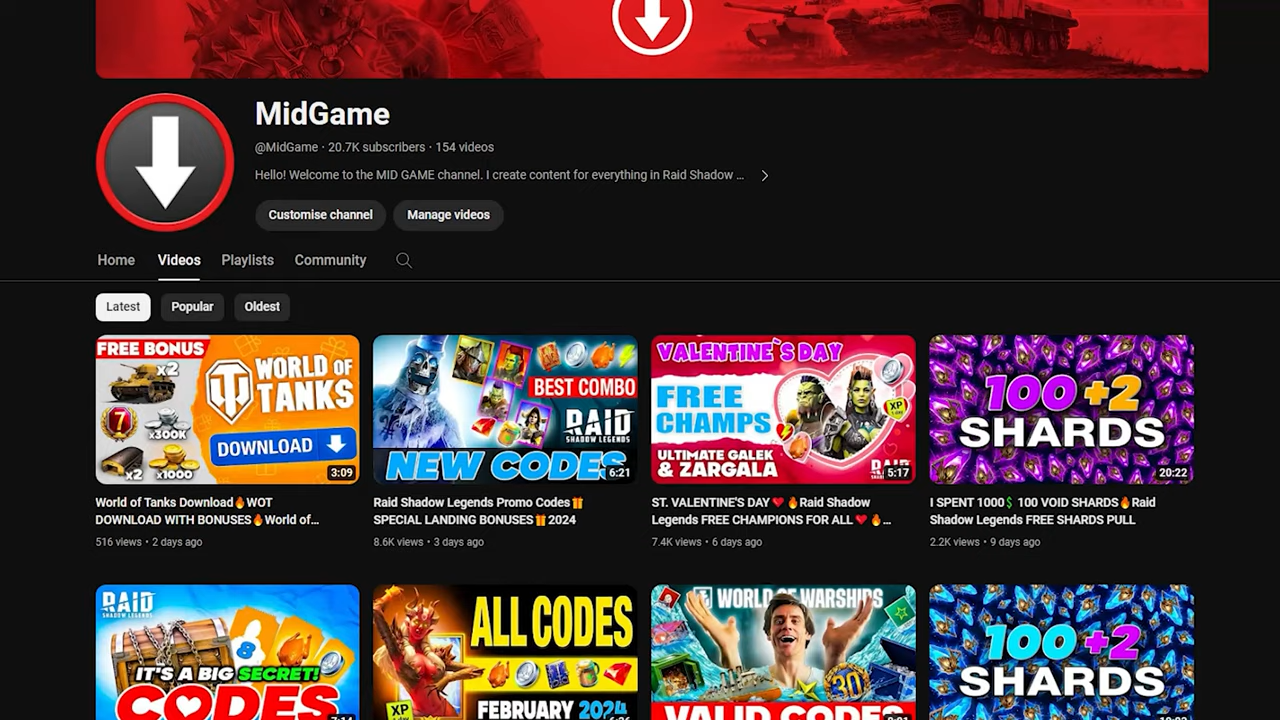 MidGame
@MidGame · 20.7K subscribers · 154 videos
Hello! Welcome to the MID GAME channel. I create content for everything in Raid Shadow ...
Customise channel
Manage videos
Home
Videos
Playlists
Community
Latest
Popular
Oldest
FREE BONUS
x2
7
x300K
x2
x1000
WORLD OF
TANKS
DOWNLOAD
3:09
BEST COMBO
RAID
SHADOW LEGENDS
NEW CODES
6:21
VALENTINE`S DAY
FREE
CHAMPS
XP
ULTIMATE GALEK
& ZARGALA
5:17
100 +2
SHARDS
20:22
World of Tanks Download🔥WOT
DOWNLOAD WITH BONUSES🔥World of...
516 views · 2 days ago
Raid Shadow Legends Promo Codes🎁
SPECIAL LANDING BONUSES🎁2024
8.6K views · 3 days ago
ST. VALENTINE'S DAY❤️🔥Raid Shadow
Legends FREE CHAMPIONS FOR ALL❤️🔥...
7.4K views · 6 days ago
I SPENT 1000💲 100 VOID SHARDS🔥Raid
Shadow Legends FREE SHARDS PULL
2.2K views · 9 days ago
RAID
SHADOW LEGENDS
8
IT'S A BIG SECRET!
CODES
ALL CODES
XP
FEBRUARY 2024
WORLD OF WARSHIPS
30
VALID CODES
100 +2
SHARDS